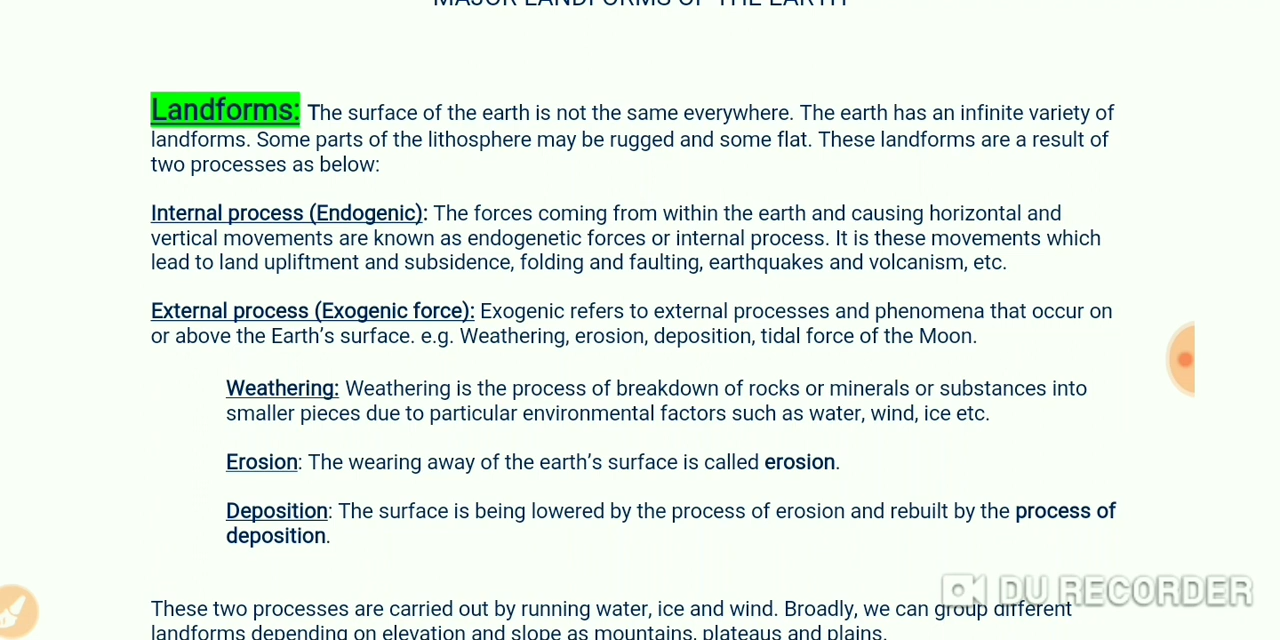 MAJOR LANDFORMS OF THE EARTH
Landforms: The surface of the earth is not the same everywhere. The earth has an infinite variety of
landforms. Some parts of the lithosphere may be rugged and some flat. These landforms are a result of
two processes as below:
Internal process (Endogenic): The forces coming from within the earth and causing horizontal and
vertical movements are known as endogenetic forces or internal process. It is these movements which
lead to land upliftment and subsidence, folding and faulting, earthquakes and volcanism, etc.
External process (Exogenic force): Exogenic refers to external processes and phenomena that occur on
or above the Earth’s surface. e.g. Weathering, erosion, deposition, tidal force of the Moon.
Weathering: Weathering is the process of breakdown of rocks or minerals or substances into
smaller pieces due to particular environmental factors such as water, wind, ice etc.
Erosion: The wearing away of the earth’s surface is called erosion.
Deposition: The surface is being lowered by the process of erosion and rebuilt by the process of
deposition.
These two processes are carried out by running water, ice and wind. Broadly, we can group different
landforms depending on elevation and slope as mountains, plateaus and plains.
DU RECORDER